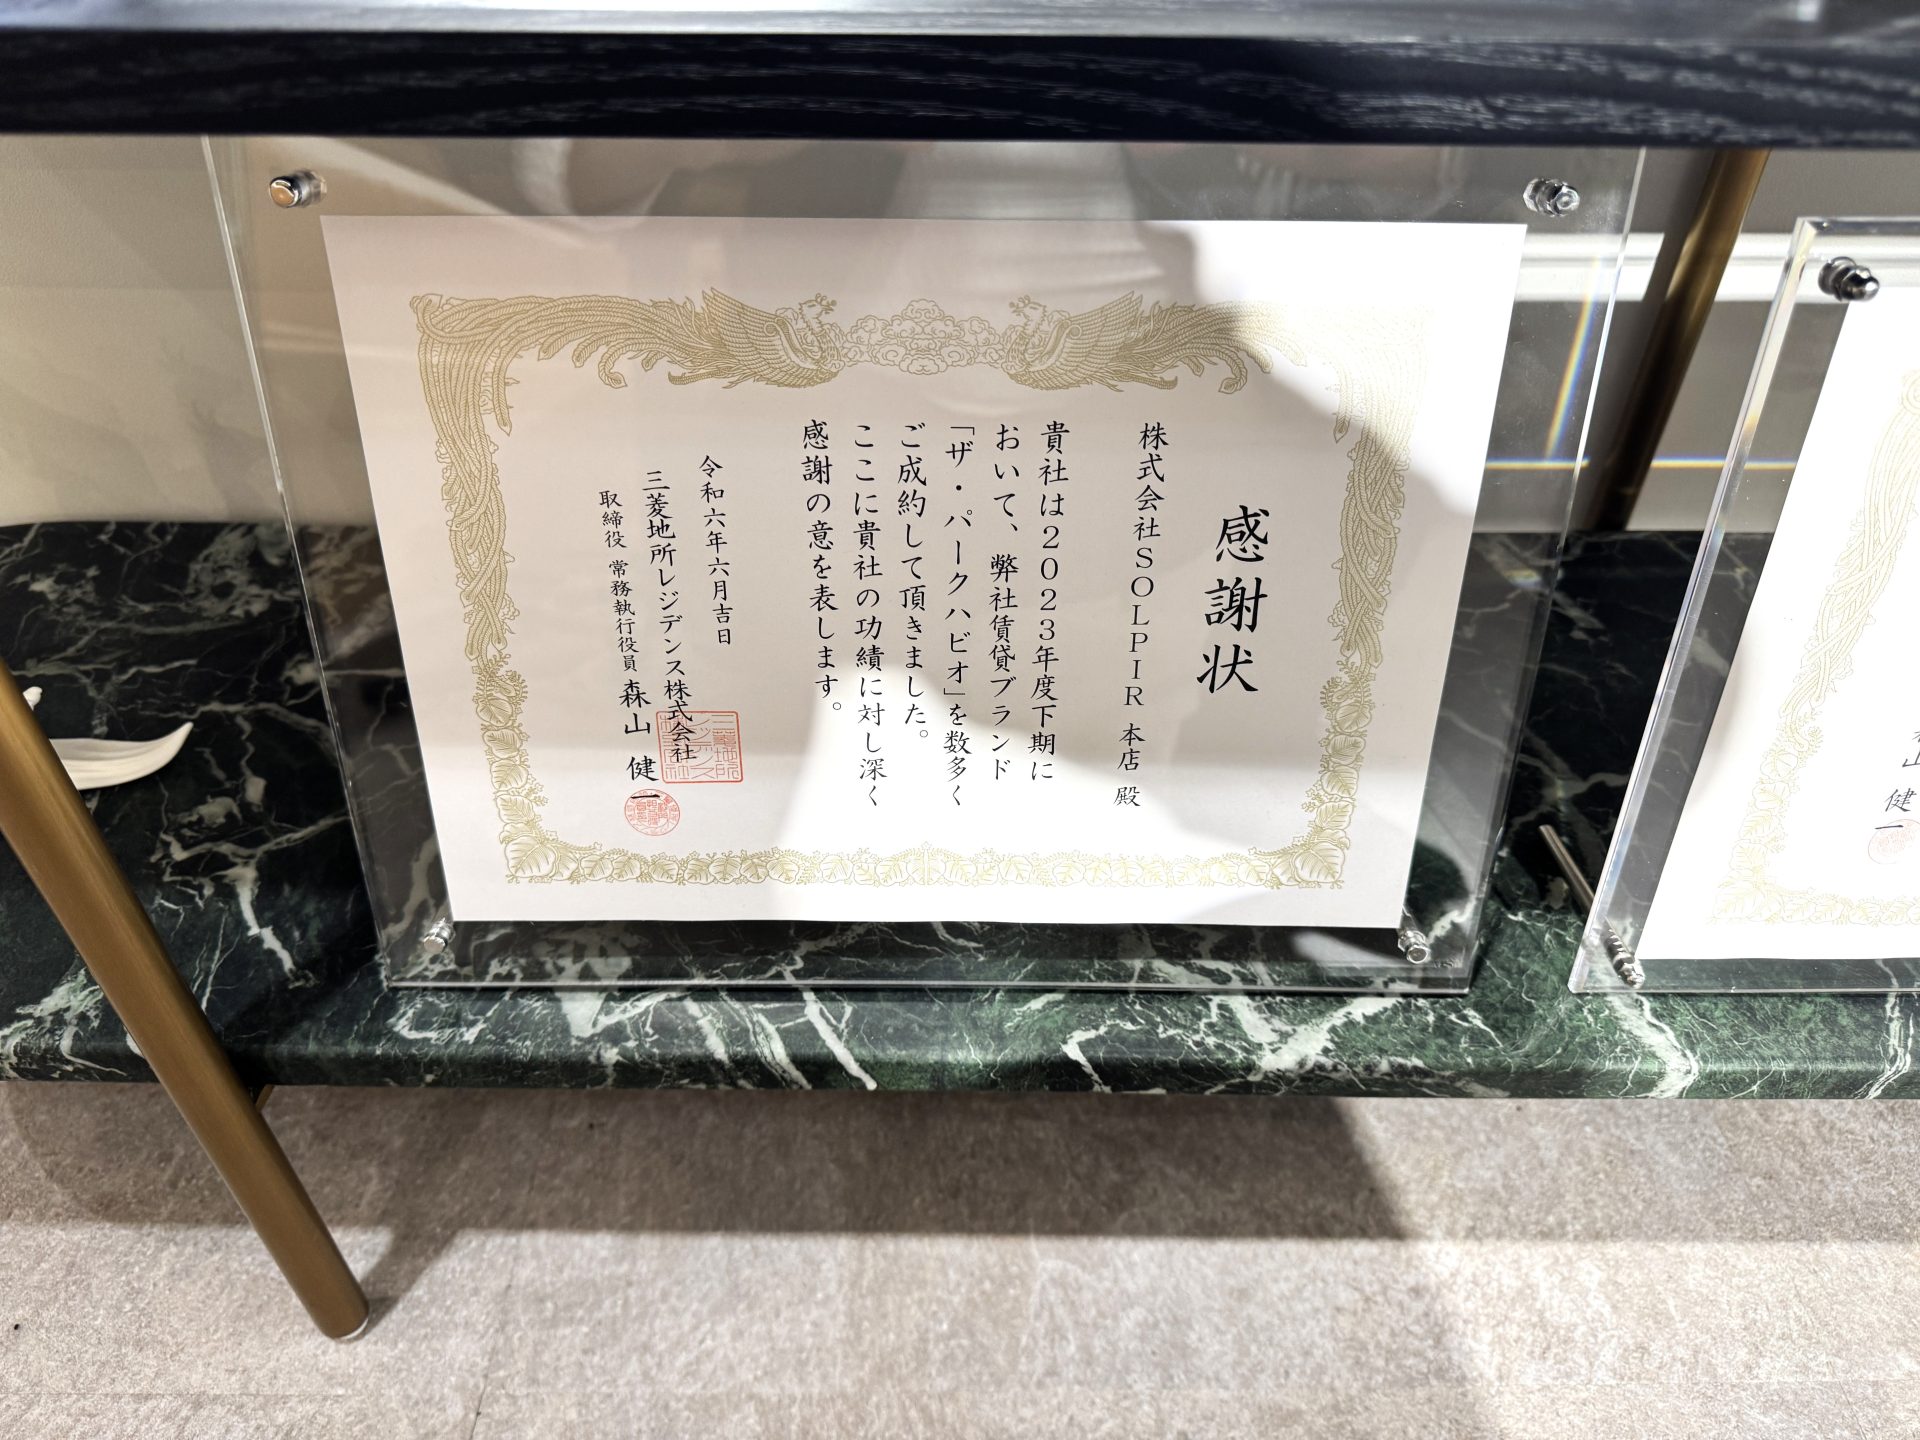 感謝状
株式会社SOLPIR 本店 殿
貴社は2023年度下期に
おいて、弊社賃貸ブランド
「ザ・パークハビオ」を数多く
ご成約して頂きました。
ここに貴社の功績に対し深く
感謝の意を表します。
令和六年六月吉日
三菱地所レジデンス株式会社
取締役 常務執行役員 森山 健一
山 健一